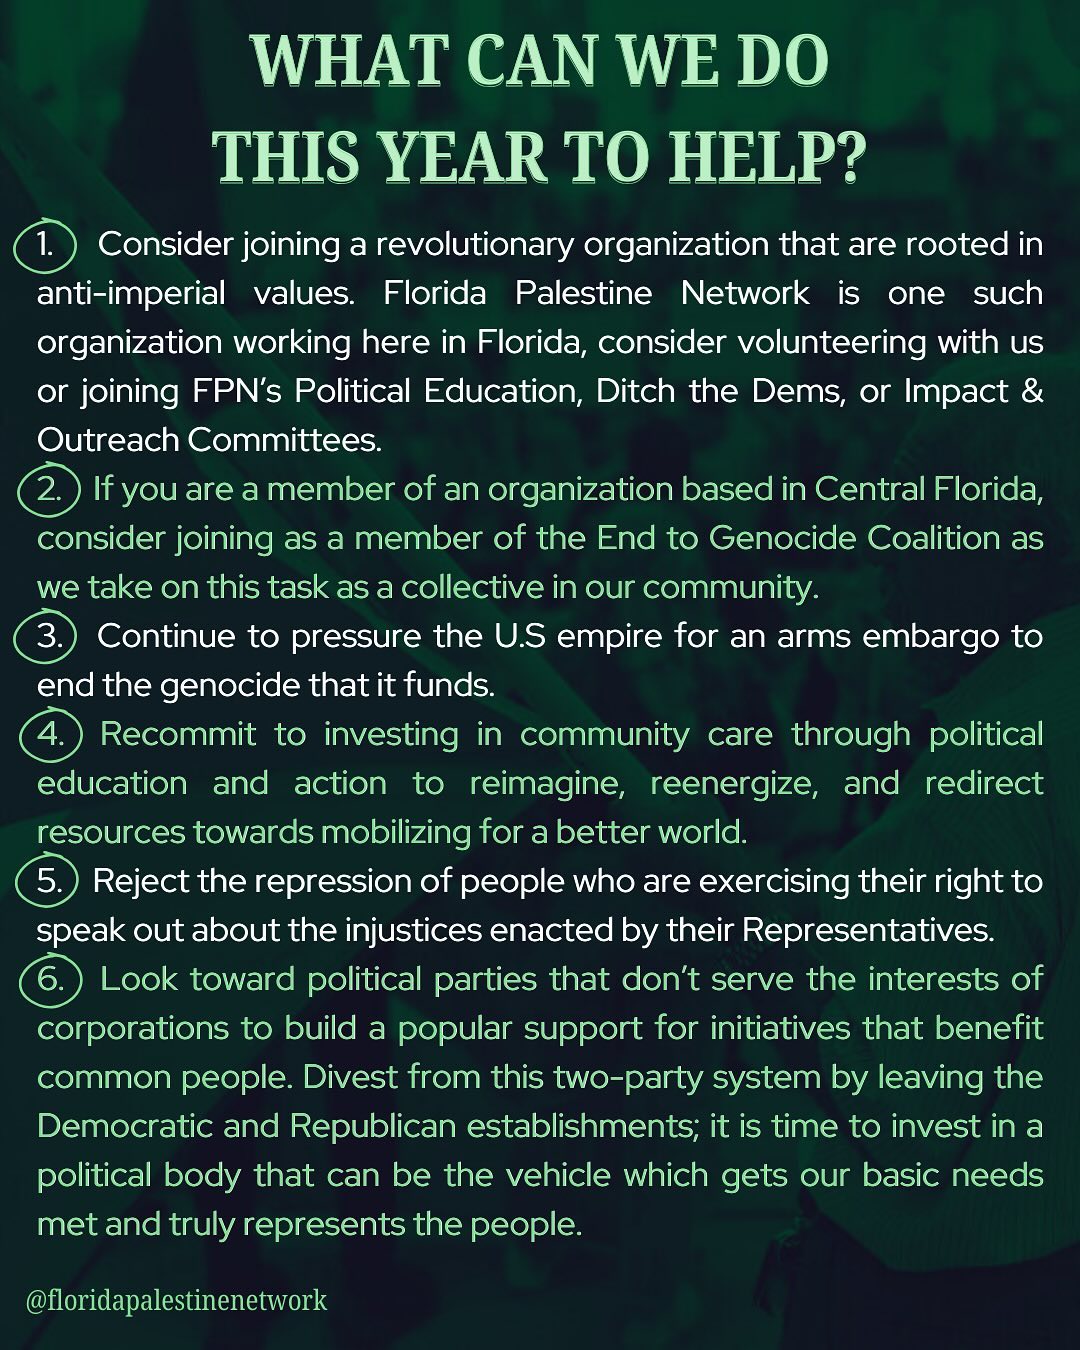 WHAT CAN WE DO
THIS YEAR TO HELP?
1. Consider joining a revolutionary organization that are rooted in
anti-imperial values. Florida Palestine Network is one such
organization working here in Florida, consider volunteering with us
or joining FPN’s Political Education, Ditch the Dems, or Impact &
Outreach Committees.
2. If you are a member of an organization based in Central Florida,
consider joining as a member of the End to Genocide Coalition as
we take on this task as a collective in our community.
3. Continue to pressure the U.S empire for an arms embargo to
end the genocide that it funds.
4. Recommit to investing in community care through political
education and action to reimagine, reenergize, and redirect
resources towards mobilizing for a better world.
5. Reject the repression of people who are exercising their right to
speak out about the injustices enacted by their Representatives.
6. Look toward political parties that don’t serve the interests of
corporations to build a popular support for initiatives that benefit
common people. Divest from this two-party system by leaving the
Democratic and Republican establishments; it is time to invest in a
political body that can be the vehicle which gets our basic needs
met and truly represents the people.
@floridapalestinenetwork